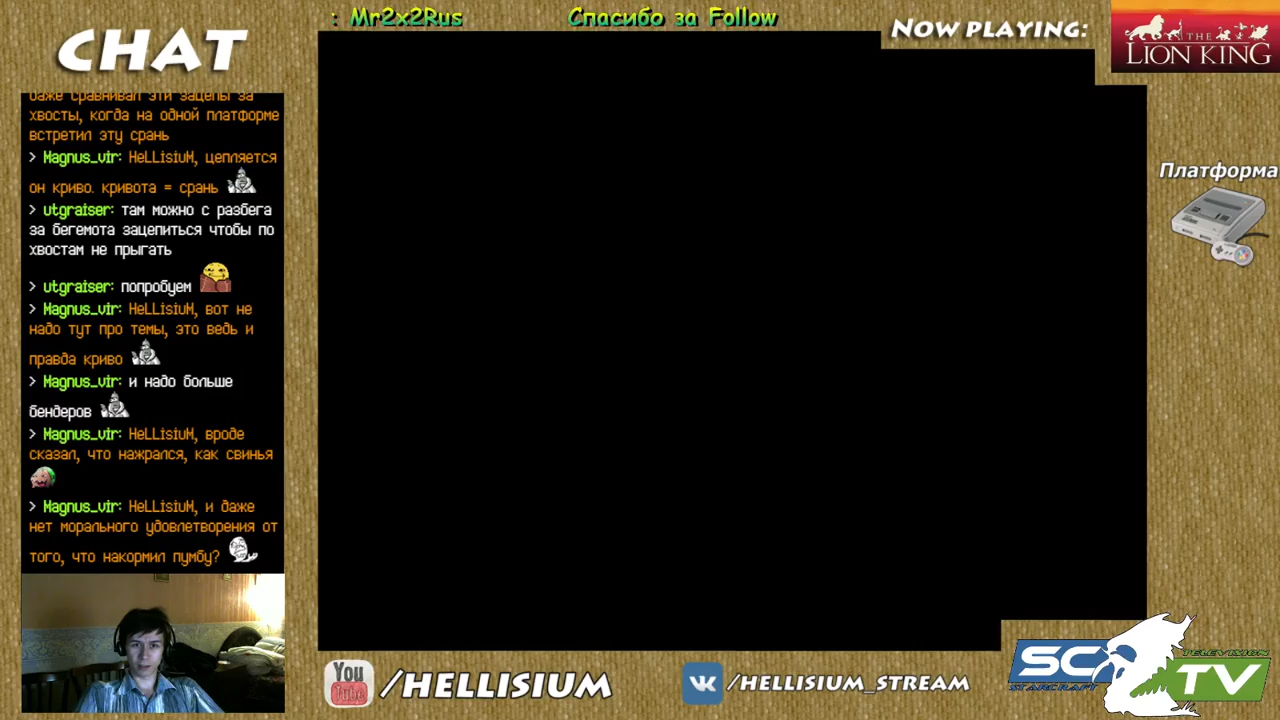 : Mr2x2Rus
Спасибо за Follow
CHAT
NOW PLAYING:
THE
LION KING
Платформа
даже сравнивал эти зацепы за
хвосты, когда на одной платформе
встретил эту срань
> Magnus_vir: HeLLisiuM, цепляется
он криво. кривота = срань
> utgraiser: там можно с разбега
за бегемота зацепиться чтобы по
хвостам не прыгать
> utgraiser: попробуем
> Magnus_vir: HeLLisiuM, вот не
надо тут про темы, это ведь и
правда криво
> Magnus_vir: и надо больше
бендеров
> Magnus_vir: HeLLisiuM, вроде
сказал, что нажрался, как свинья
> Magnus_vir: HeLLisiuM, и даже
нет морального удовлетворения от
того, что накормил пумбу?
You
Tube
/HELLISIUM
/HELLISIUM_STREAM
SC2
STARCRAFT
TELEVISION
TV